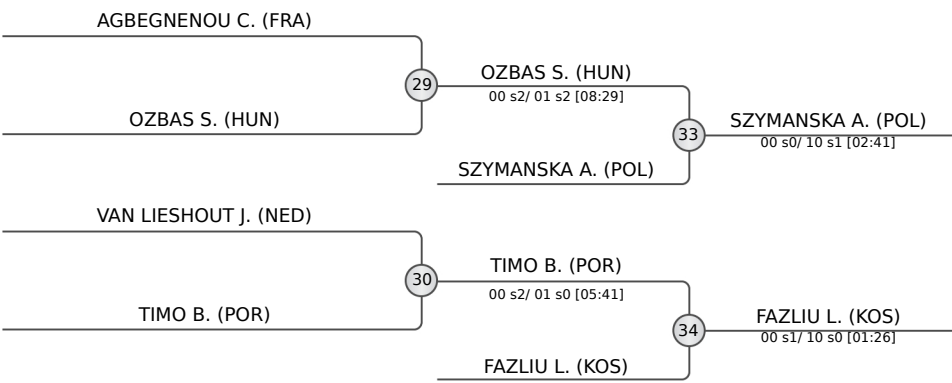 AGBEGNENOU C. (FRA)
29
OZBAS S. (HUN)
OZBAS S. (HUN)
00 s2/ 01 s2 [08:29]
33
SZYMANSKA A. (POL)
SZYMANSKA A. (POL)
00 s0/ 10 s1 [02:41]
VAN LIESHOUT J. (NED)
30
TIMO B. (POR)
TIMO B. (POR)
00 s2/ 01 s0 [05:41]
34
FAZLIU L. (KOS)
FAZLIU L. (KOS)
00 s1/ 10 s0 [01:26]